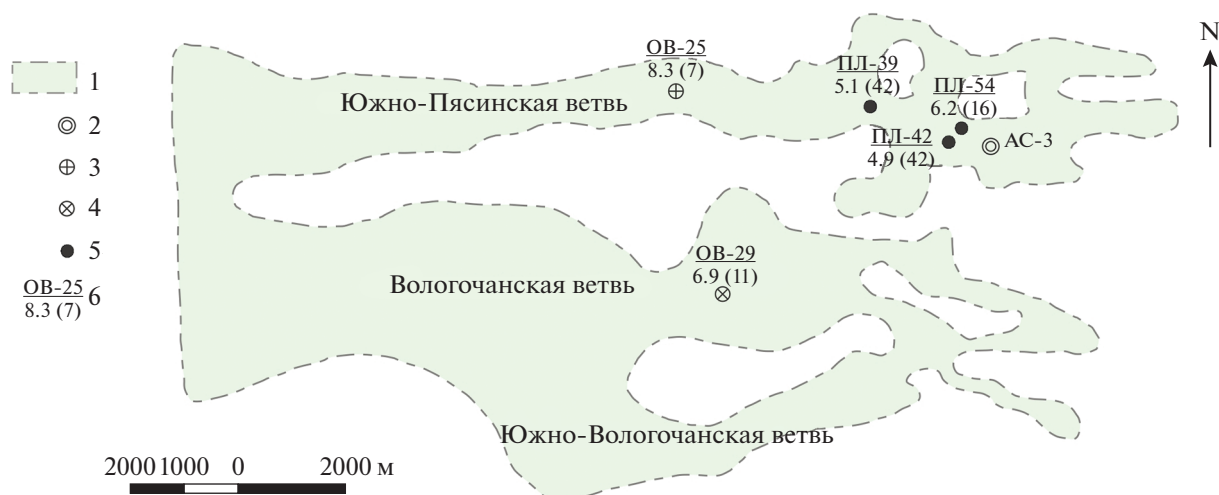 N
1
2
3
4
5
ОВ-25
8.3 (7)
6
ОВ-25
8.3 (7)
Южно-Пясинская ветвь
ПЛ-39
5.1 (42)
ПЛ-54
6.2 (16)
ПЛ-42
4.9 (42)
АС-3
ОВ-29
6.9 (11)
Вологочанская ветвь
Южно-Вологочанская ветвь
2000 1000 0 2000 м